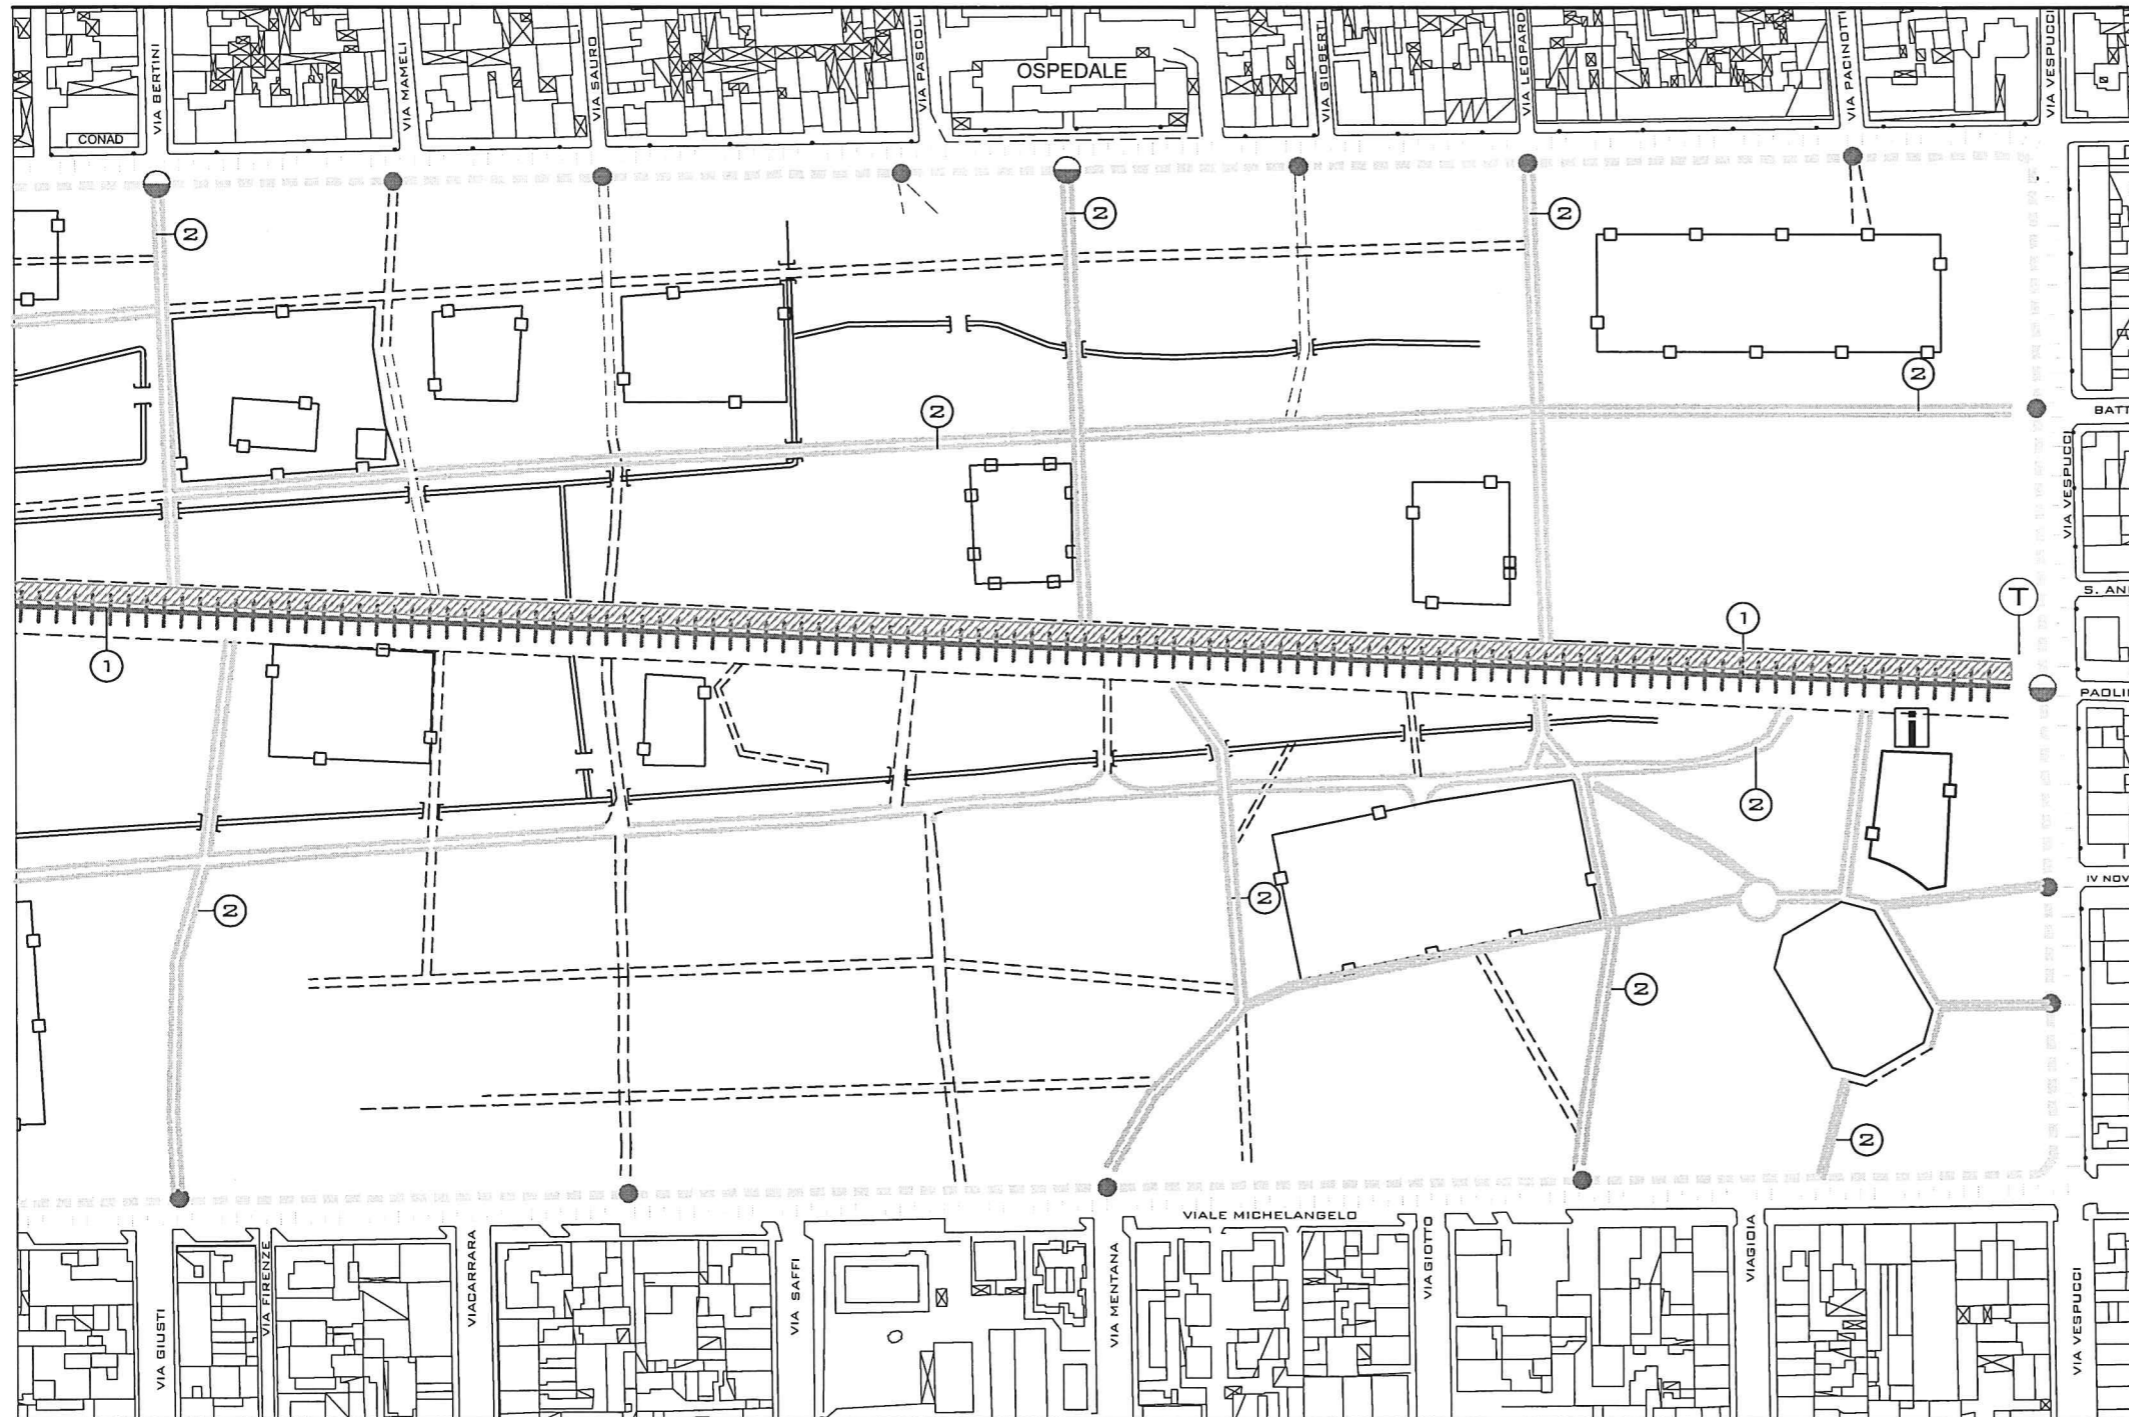 VIA BERTINI
VIA MAMELI
VIA SAURO
VIA PASCOLI
OSPEDALE
VIA GIOBERTI
VIA LEOPARDI
VIA PACINOTTI
VIA VESPUCCI
CONAD
2
2
2
2
2
BATT
VIA VESPUCCI
S. AN
T
1
1
PAOLI
2
IV NOV
2
2
2
2
VIALE MICHELANGELO
VIA GIUSTI
VIA FIRENZE
VIACARRARA
VIA SAFFI
VIA MENTANA
VIA GIOTTO
VIAGIOIA
VIA VESPUCCI